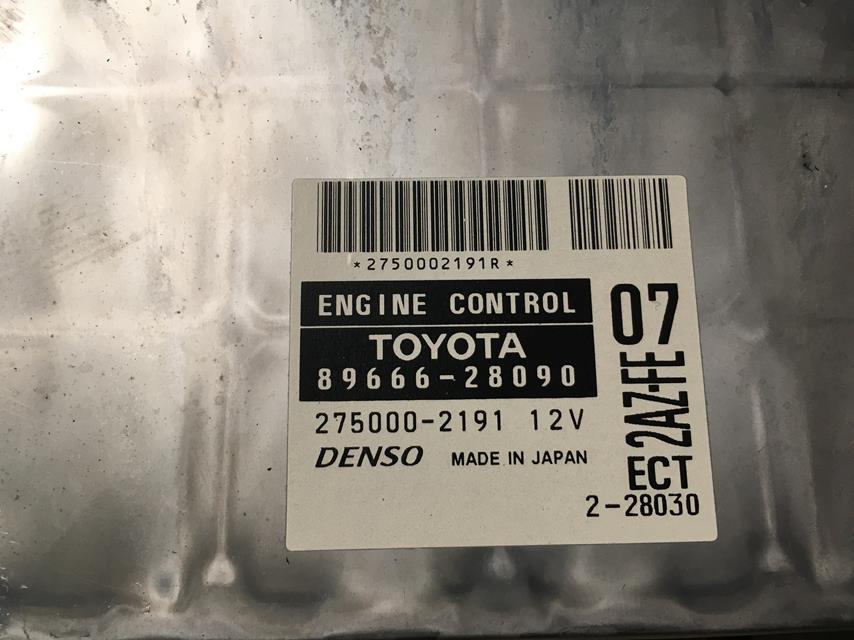 *2750002191R*
ENGINE CONTROL
TOYOTA
89666-28090
275000-2191 12V
DENSO MADE IN JAPAN
07
2AZ-FE
ECT
2-28030